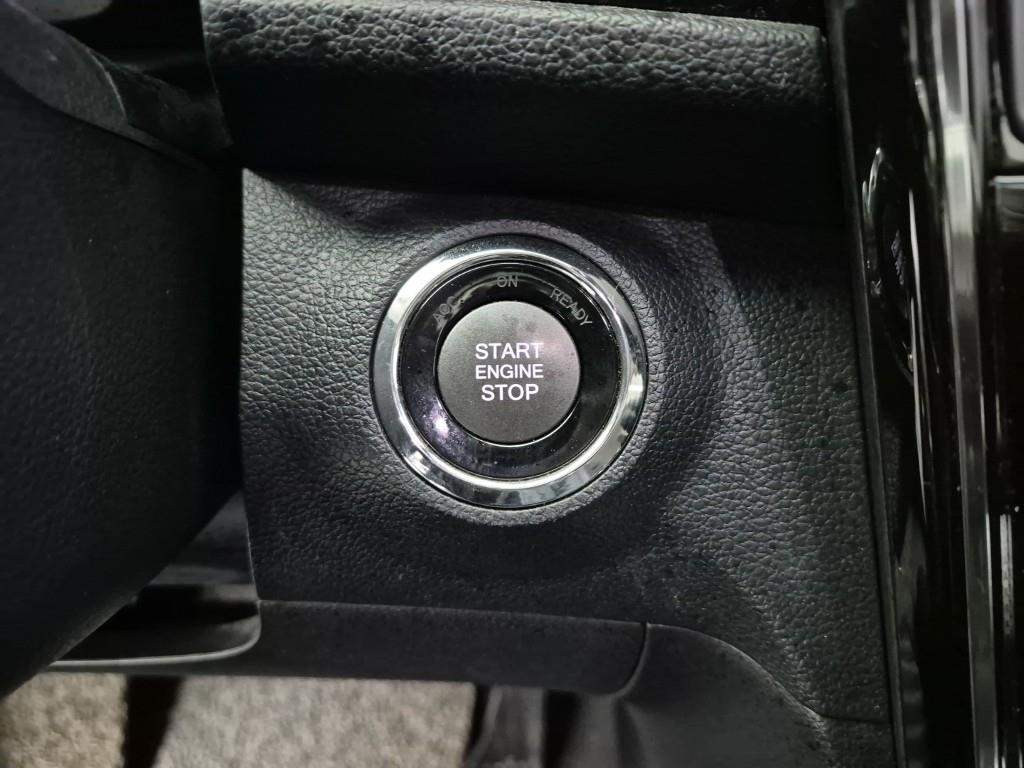 ACC
ON
READY
START
ENGINE
STOP